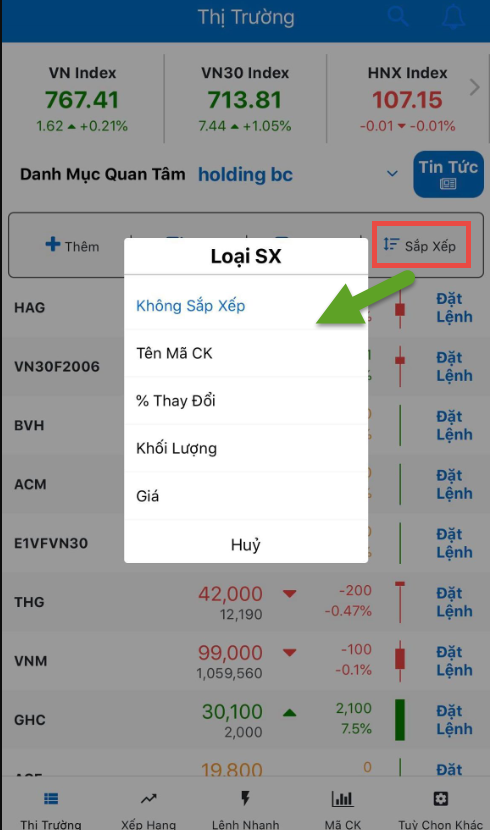 Thị Trường
VN Index
VN30 Index
HNX Index
767.41
713.81
107.15
1.62 +0.21%
7.44 +1.05%
-0.01 -0.01%
Danh Mục Quan Tâm
holding bc
Tin Tức
Thêm
Sắp Xếp
Loại SX
Không Sắp Xếp
Tên Mã CK
% Thay Đổi
Khối Lượng
Giá
Huỷ
HAG
Đặt
Lệnh
VN30F2006
Đặt
Lệnh
BVH
Đặt
Lệnh
ACM
Đặt
Lệnh
E1VFVN30
Đặt
Lệnh
THG
42,000
12,190
-200
-0.47%
Đặt
Lệnh
VNM
99,000
1,059,560
-100
-0.1%
Đặt
Lệnh
GHC
30,100
2,000
2,100
7.5%
Đặt
Lệnh
19,800
0
Đặt
Thị Trường
Xếp Hạng
Lệnh Nhanh
Mã CK
Tuỳ Chọn Khác